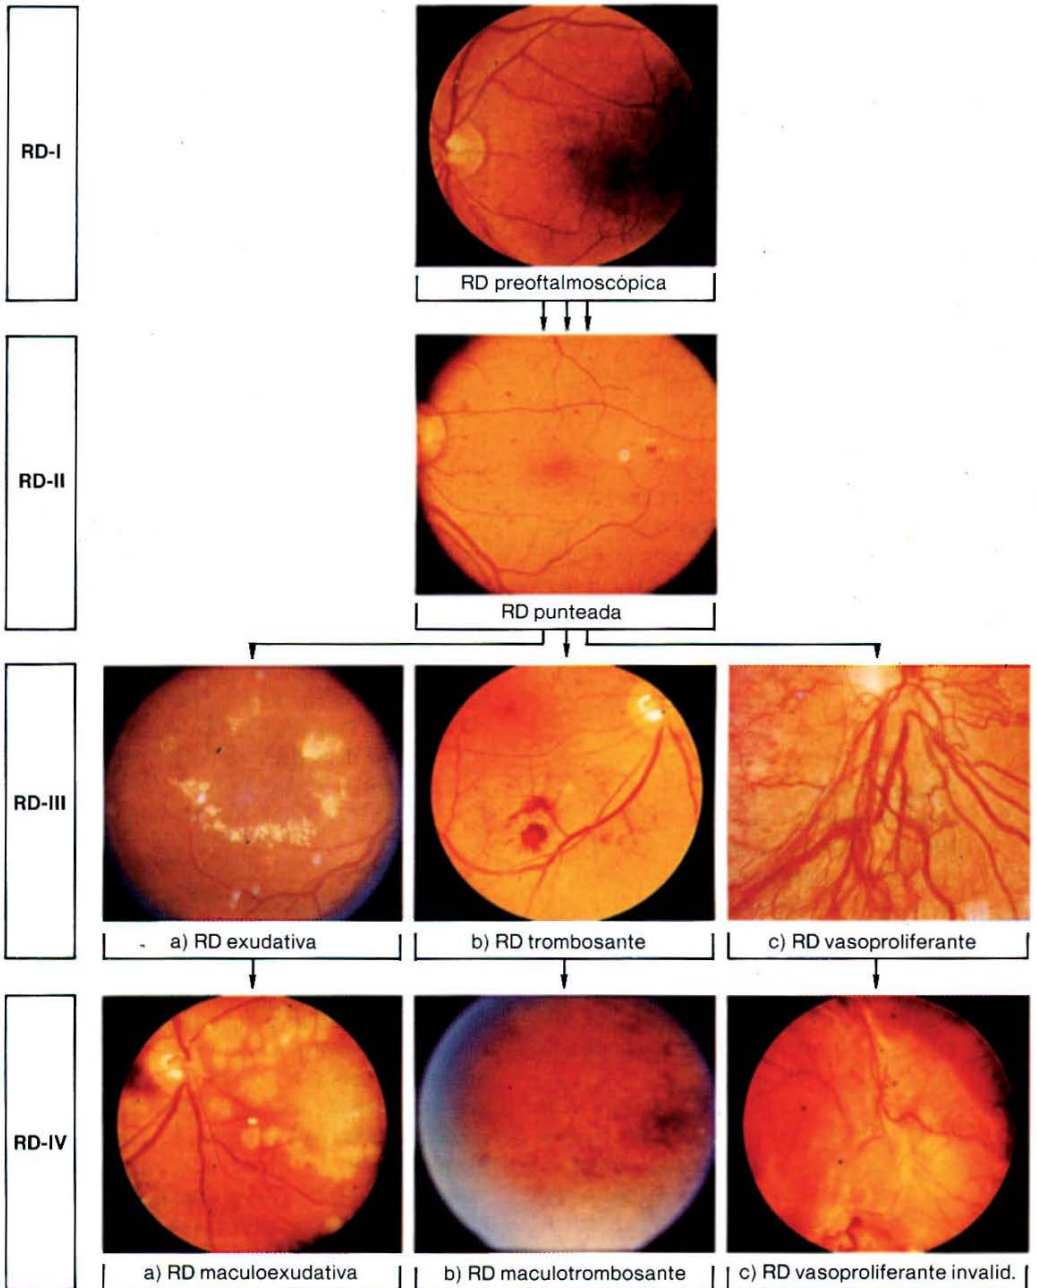 RD-I
RD preoftalmoscópica
RD-II
RD punteada
RD-III
a) RD exudativa
b) RD trombosante
c) RD vasoproliferante
RD-IV
a) RD maculoexudativa
b) RD maculotrombosante
c) RD vasoproliferante invalid.